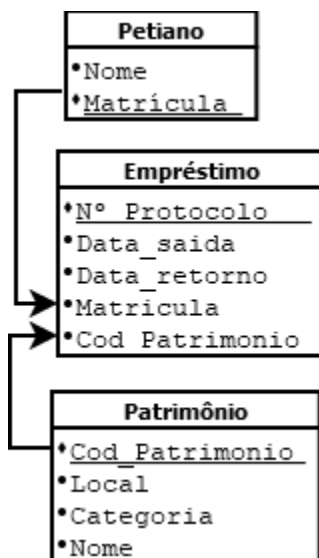 Petiano
•Nome
•Matrícula
Empréstimo
•Nº Protocolo
•Data_saida
•Data_retorno
•Matricula
•Cod Patrimonio
Patrimônio
•Cod_Patrimonio
•Local
•Categoria
•Nome